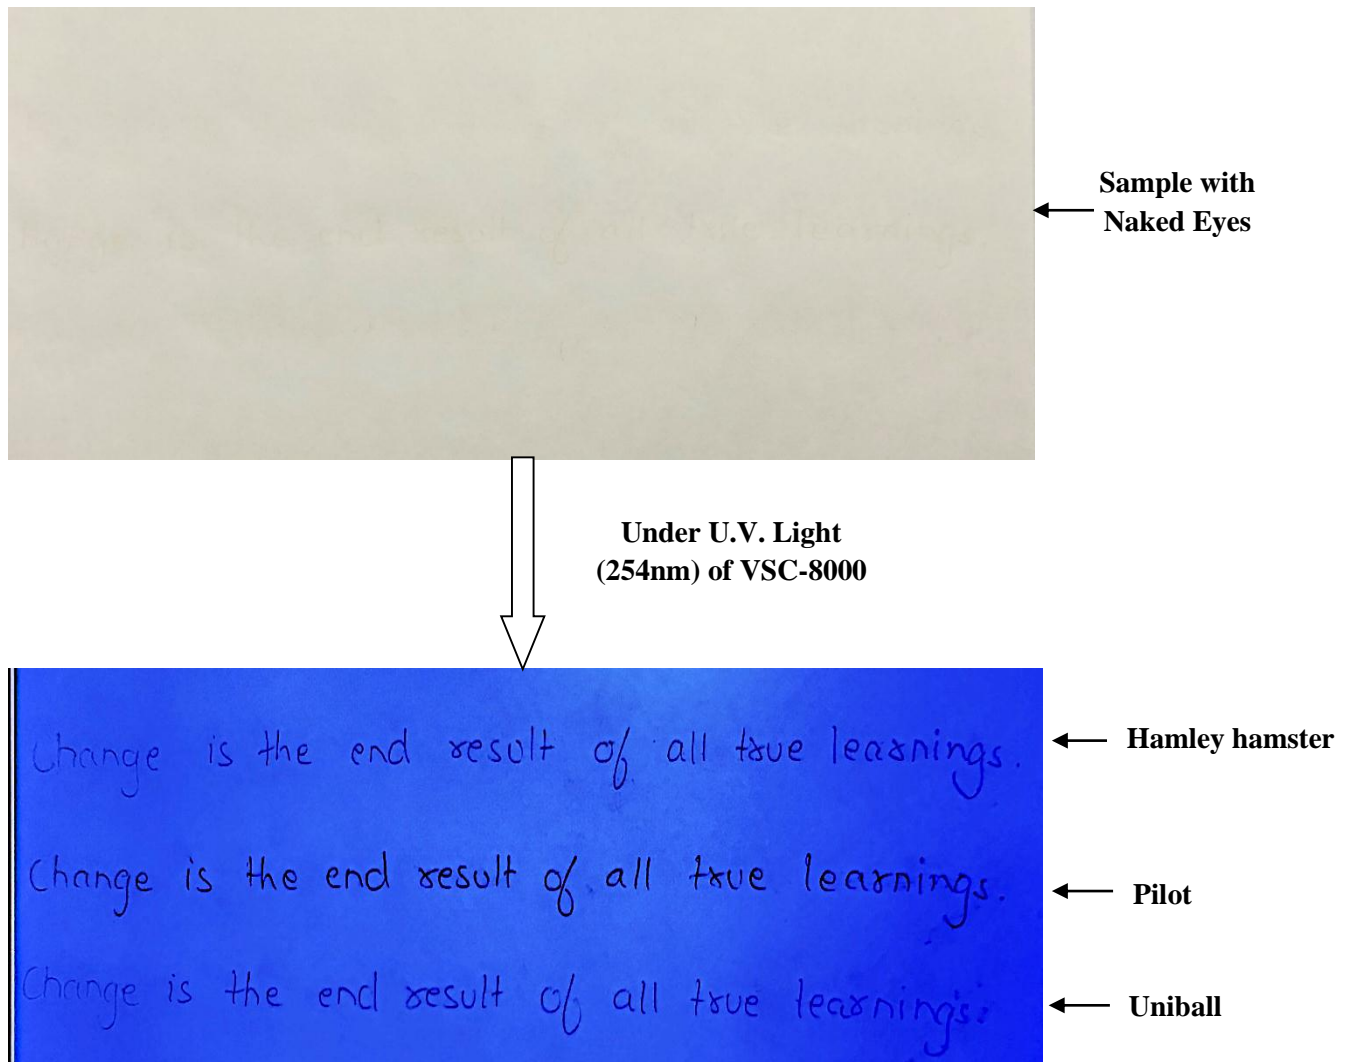 Sample with
Naked Eyes
Under U.V. Light
(254nm) of VSC-8000
Change is the end result of all true learnings.
Hamley hamster
Change is the end result of all true learnings.
Pilot
Change is the end result of all true learnings.
Uniball